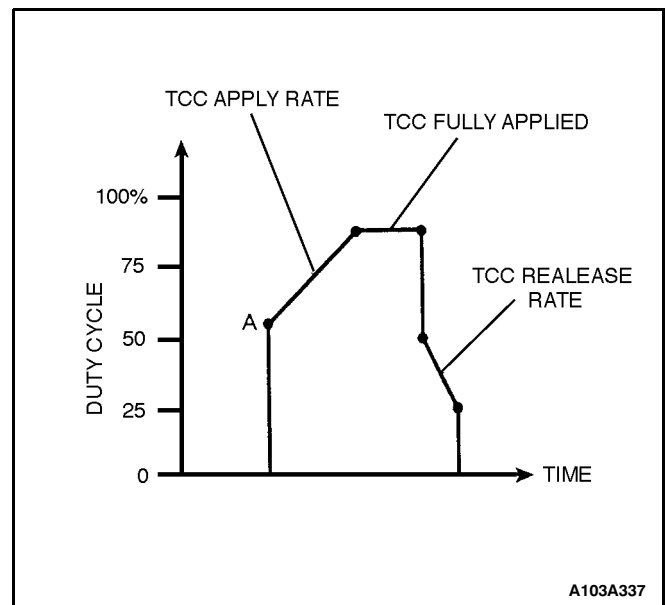 TCC APPLY RATE
TCC FULLY APPLIED
100%
75
TCC REALEASE
RATE
A
50
DUTY CYCLE
25
0
TIME
A103A337